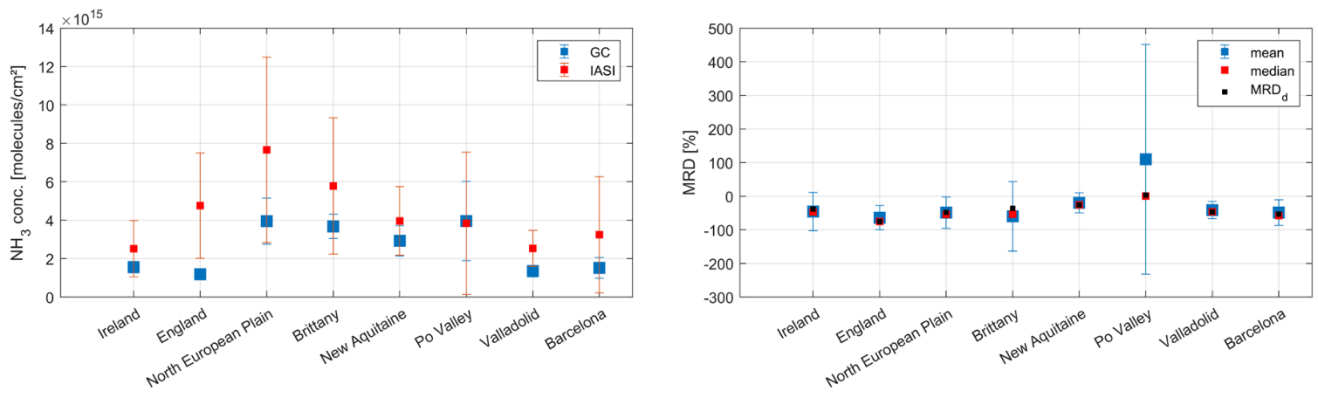 ×10¹⁵
14
12
10
8
6
4
2
0
NH₃ conc. [molecules/cm²]
GC
IASI
Ireland
England
North European Plain
Brittany
New Aquitaine
Po Valley
Valladolid
Barcelona
500
400
300
200
100
0
-100
-200
-300
MRD [%]
mean
median
MRD_d
Ireland
England
North European Plain
Brittany
New Aquitaine
Po Valley
Valladolid
Barcelona